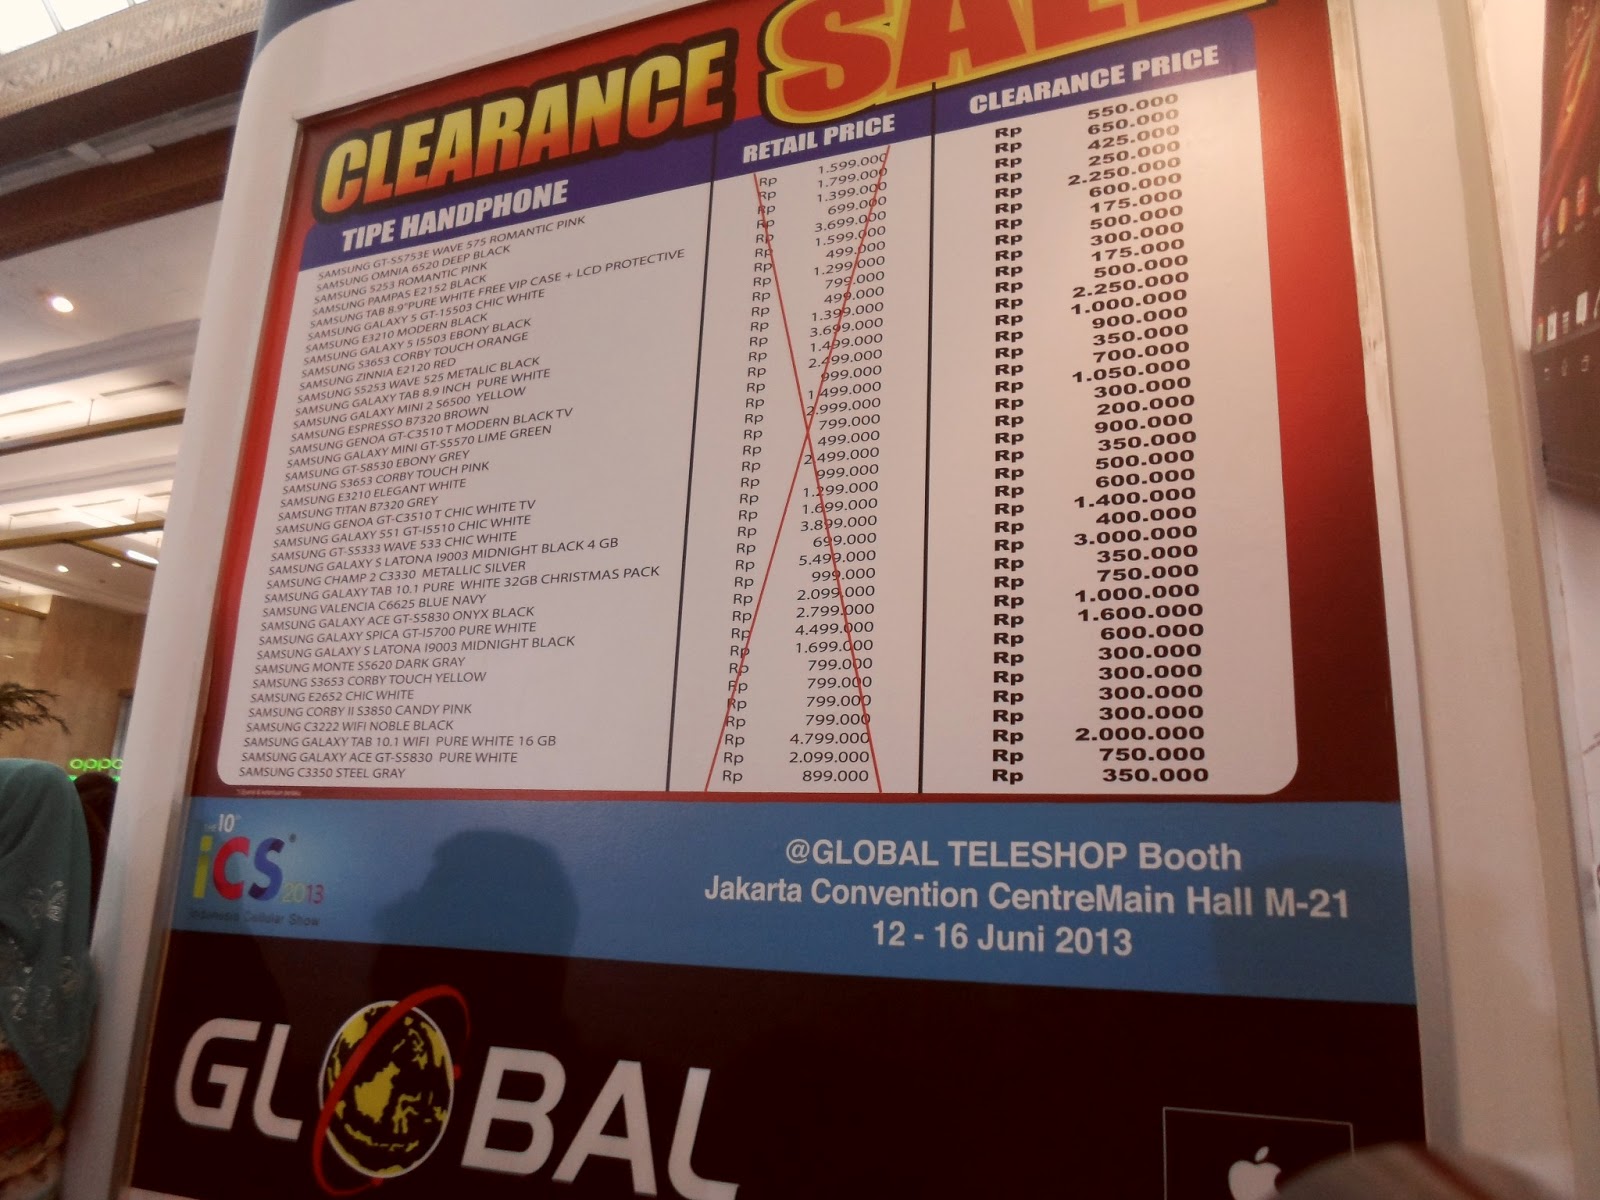 CLEARANCE SALE
TIPE HANDPHONE RETAIL PRICE CLEARANCE PRICE
SAMSUNG GT-S5753E WAVE 575 ROMANTIC PINK Rp 1.599.000 Rp 550.000
SAMSUNG OMNIA 6520 DEEP BLACK Rp 1.799.000 Rp 650.000
SAMSUNG 5253 ROMANTIC PINK Rp 1.399.000 Rp 425.000
SAMSUNG PAMPAS E2152 BLACK Rp 699.000 Rp 250.000
SAMSUNG TAB 8.9"PURE WHITE FREE VIP CASE + LCD PROTECTIVE Rp 3.699.000 Rp 2.250.000
SAMSUNG GALAXY 5 GT-15503 CHIC WHITE Rp 1.599.000 Rp 600.000
SAMSUNG E3210 MODERN BLACK Rp 499.000 Rp 175.000
SAMSUNG GALAXY 5 I5503 EBONY BLACK Rp 1.299.000 Rp 500.000
SAMSUNG S3653 CORBY TOUCH ORANGE Rp 799.000 Rp 300.000
SAMSUNG ZINNIA E2120 RED Rp 499.000 Rp 175.000
SAMSUNG S5253 WAVE 525 METALIC BLACK Rp 1.399.000 Rp 500.000
SAMSUNG GALAXY TAB 8.9 INCH PURE WHITE Rp 3.699.000 Rp 2.250.000
SAMSUNG GALAXY MINI 2 S6500 YELLOW Rp 1.499.000 Rp 1.000.000
SAMSUNG ESPRESSO B7320 BROWN Rp 2.499.000 Rp 900.000
SAMSUNG GENOA GT-C3510 T MODERN BLACK TV Rp 999.000 Rp 350.000
SAMSUNG GALAXY MINI GT-S5570 LIME GREEN Rp 1.499.000 Rp 700.000
SAMSUNG GT-S8530 EBONY GREY Rp 2.999.000 Rp 1.050.000
SAMSUNG S3653 CORBY TOUCH PINK Rp 799.000 Rp 300.000
SAMSUNG E3210 ELEGANT WHITE Rp 499.000 Rp 200.000
SAMSUNG TITAN B7320 GREY Rp 2.499.000 Rp 900.000
SAMSUNG GENOA GT-C3510 T CHIC WHITE TV Rp 999.000 Rp 350.000
SAMSUNG GALAXY 551 GT-I5510 CHIC WHITE Rp 1.299.000 Rp 500.000
SAMSUNG GT-S5333 WAVE 533 CHIC WHITE Rp 1.699.000 Rp 600.000
SAMSUNG GALAXY S LATONA I9003 MIDNIGHT BLACK 4 GB Rp 3.899.000 Rp 1.400.000
SAMSUNG CHAMP 2 C3330 METALLIC SILVER Rp 699.000 Rp 400.000
SAMSUNG GALAXY TAB 10.1 PURE WHITE 32GB CHRISTMAS PACK Rp 5.499.000 Rp 3.000.000
SAMSUNG VALENCIA C6625 BLUE NAVY Rp 999.000 Rp 350.000
SAMSUNG GALAXY ACE GT-S5830 ONYX BLACK Rp 2.099.000 Rp 750.000
SAMSUNG GALAXY SPICA GT-I5700 PURE WHITE Rp 2.799.000 Rp 1.000.000
SAMSUNG GALAXY S LATONA I9003 MIDNIGHT BLACK Rp 4.499.000 Rp 1.600.000
SAMSUNG MONTE S5620 DARK GRAY Rp 1.699.000 Rp 600.000
SAMSUNG S3653 CORBY TOUCH YELLOW Rp 799.000 Rp 300.000
SAMSUNG E2652 CHIC WHITE Rp 799.000 Rp 300.000
SAMSUNG CORBY II S3850 CANDY PINK Rp 799.000 Rp 300.000
SAMSUNG C3222 WIFI NOBLE BLACK Rp 799.000 Rp 300.000
SAMSUNG GALAXY TAB 10.1 WIFI PURE WHITE 16 GB Rp 4.799.000 Rp 2.000.000
SAMSUNG GALAXY ACE GT-S5830 PURE WHITE Rp 2.099.000 Rp 750.000
SAMSUNG C3350 STEEL GRAY Rp 899.000 Rp 350.000
oppo
THE 10th
iCS 2013
Indonesia Cellular Show
@GLOBAL TELESHOP Booth
Jakarta Convention CentreMain Hall M-21
12 - 16 Juni 2013
GLOBAL